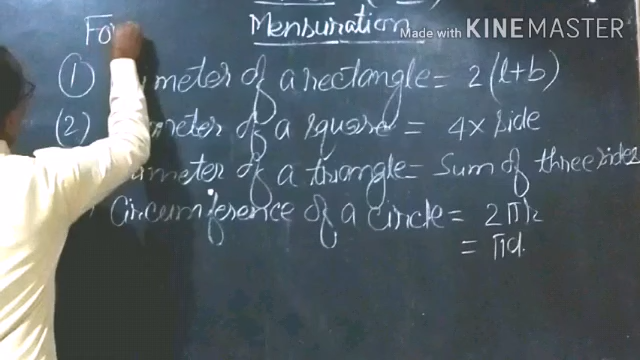 Mensuration
Made with KINEMASTER
Fo
(1) meter of a rectangle = 2(l+b)
(2) meter of a square = 4× side
meter of a triangle = Sum of three sides
Circumference of a circle = 2πr
= πd.